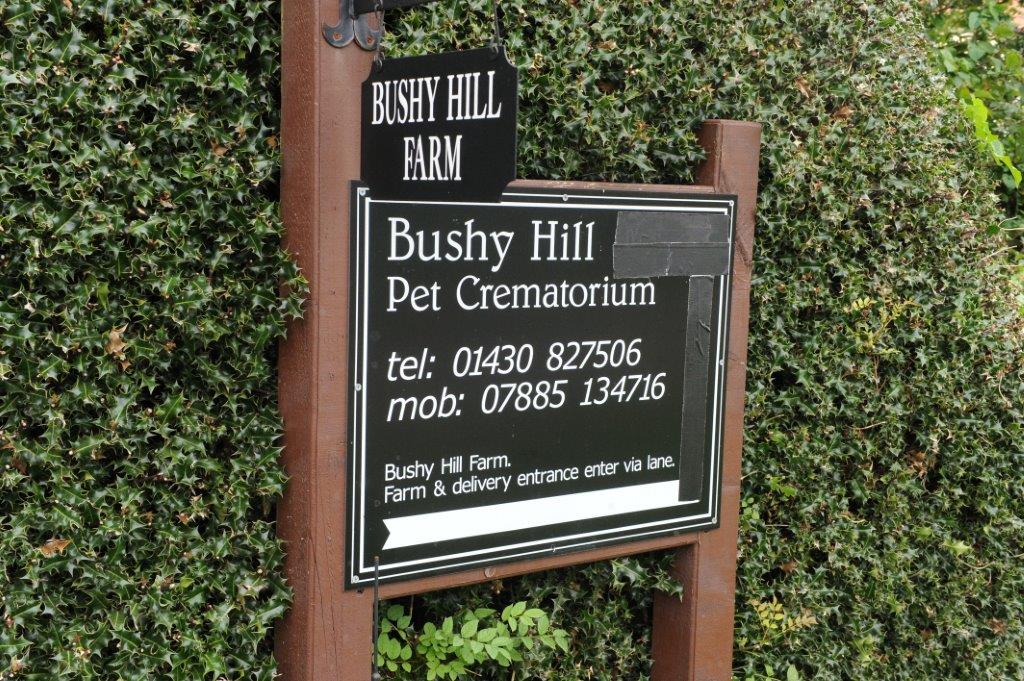 BUSHY HILL
FARM
Bushy Hill
Pet Crematorium
tel: 01430 827506
mob: 07885 134716
Bushy Hill Farm.
Farm & delivery entrance enter via lane.